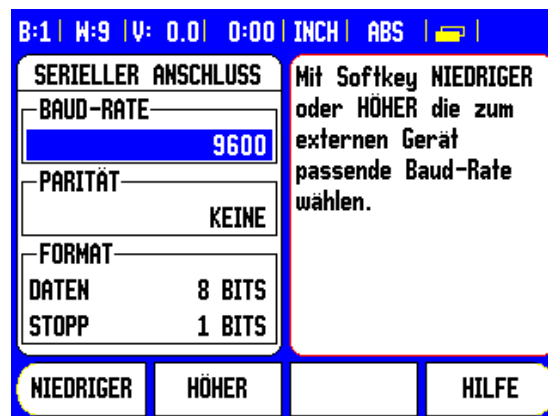 B:1 | W:9 | V: 0.0 | 0:00 | INCH | ABS | |
SERIELLER ANSCHLUSS
BAUD-RATE
9600
PARITÄT
KEINE
FORMAT
DATEN 8 BITS
STOPP 1 BITS
Mit Softkey NIEDRIGER
oder HÖHER die zum
externen Gerät
passende Baud-Rate
wählen.
NIEDRIGER HÖHER HILFE